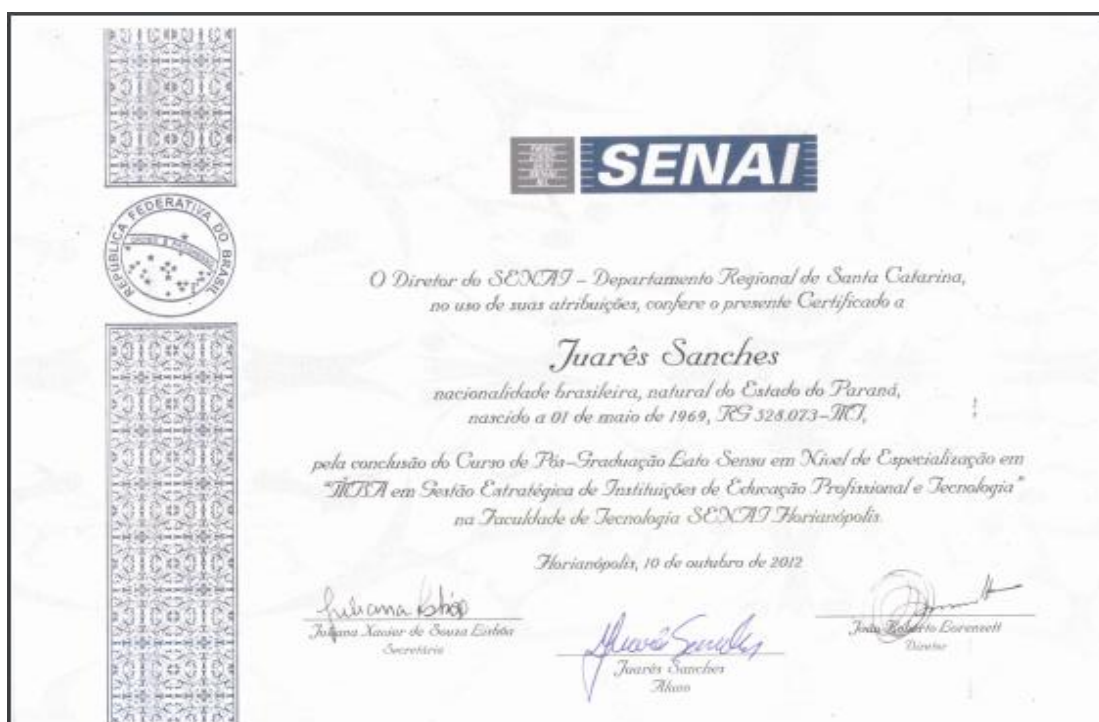 SENAI
REPÚBLICA FEDERATIVA DO BRASIL
ORDEM E PROGRESSO
O Diretor do SENAI – Departamento Regional de Santa Catarina,
no uso de suas atribuições, confere o presente Certificado a
Juarês Sanches
nacionalidade brasileira, natural do Estado do Paraná,
nascido a 01 de maio de 1969, RG 528.073-MT,
pela conclusão do Curso de Pós-Graduação Lato Sensu em Nível de Especialização em
"MBA em Gestão Estratégica de Instituições de Educação Profissional e Tecnologia"
na Faculdade de Tecnologia SENAI Florianópolis
Florianópolis, 10 de outubro de 2012
Juliana Xavier de Souza Lisbôa
Secretária
Juarês Sanches
Juarês Sanches
Aluno
João Roberto Lorenzett
Diretor